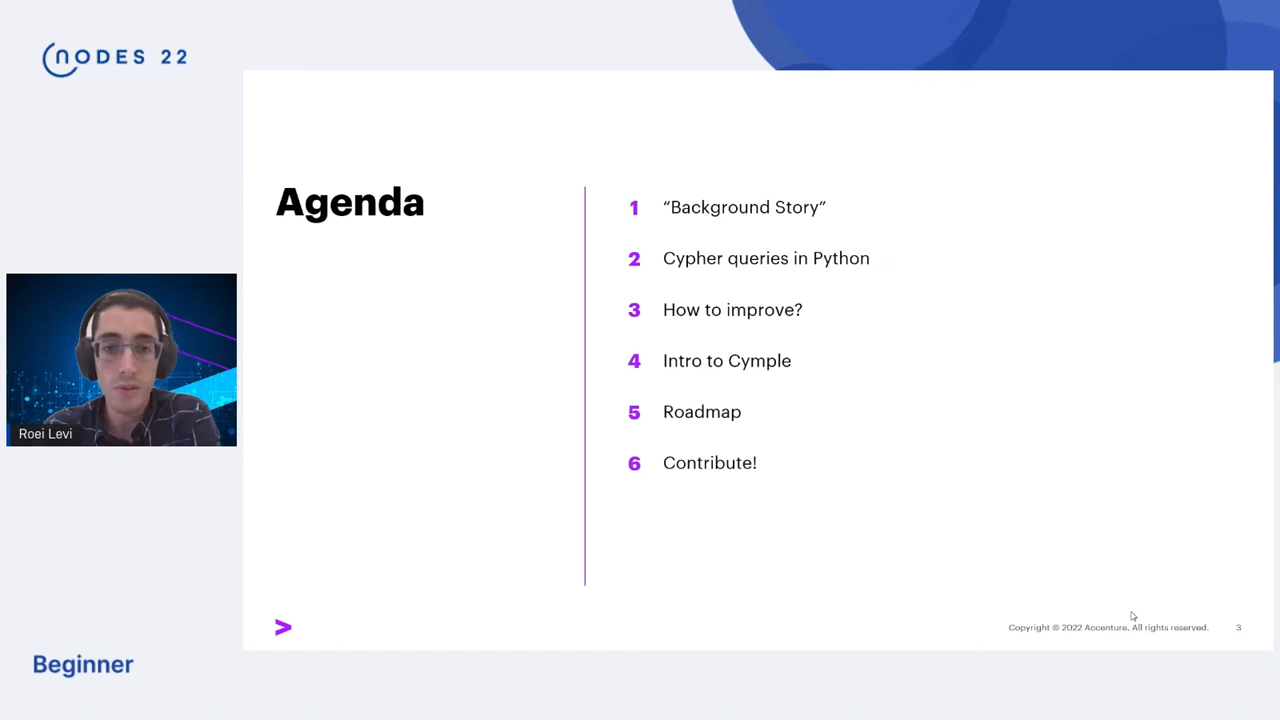 NODES 22
Agenda
1 “Background Story”
2 Cypher queries in Python
3 How to improve?
4 Intro to Cymple
5 Roadmap
6 Contribute!
Roei Levi
>
Copyright © 2022 Accenture. All rights reserved. 3
Beginner